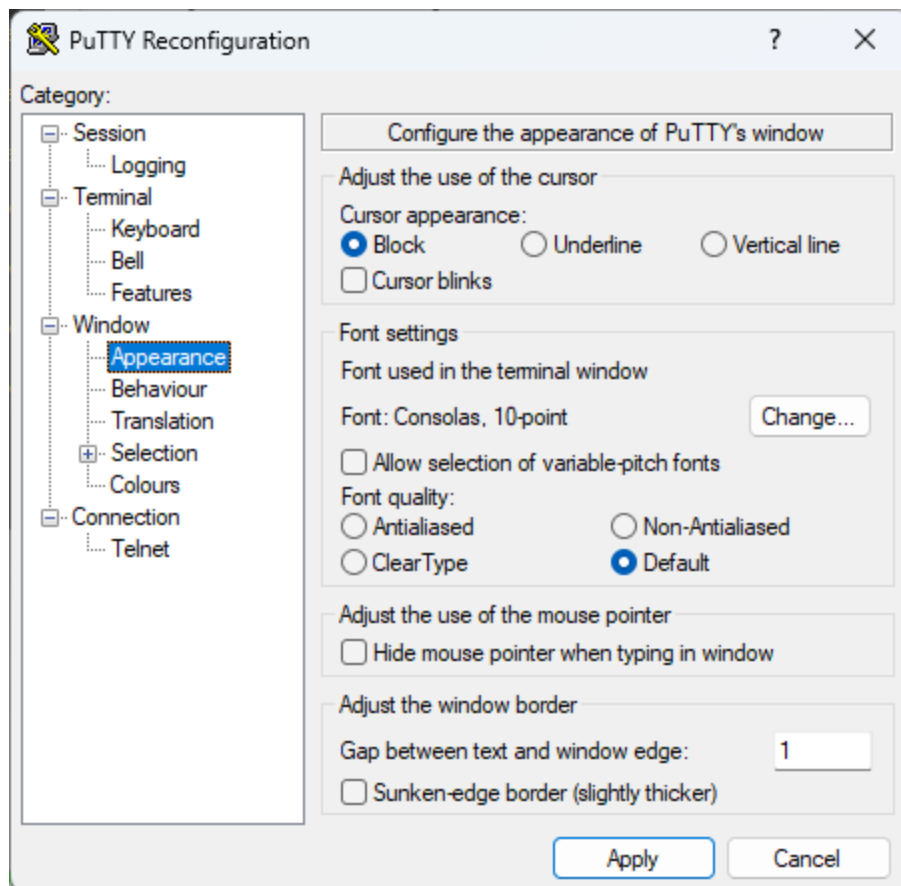 PuTTY Reconfiguration
?
Category:
Session
Logging
Terminal
Keyboard
Bell
Features
Window
Appearance
Behaviour
Translation
Selection
Colours
Connection
Telnet
Configure the appearance of PuTTY's window
Adjust the use of the cursor
Cursor appearance:
Block Underline Vertical line
Cursor blinks
Font settings
Font used in the terminal window
Font: Consolas, 10-point Change...
Allow selection of variable-pitch fonts
Font quality:
Antialiased Non-Antialiased
ClearType Default
Adjust the use of the mouse pointer
Hide mouse pointer when typing in window
Adjust the window border
Gap between text and window edge: 1
Sunken-edge border (slightly thicker)
Apply Cancel